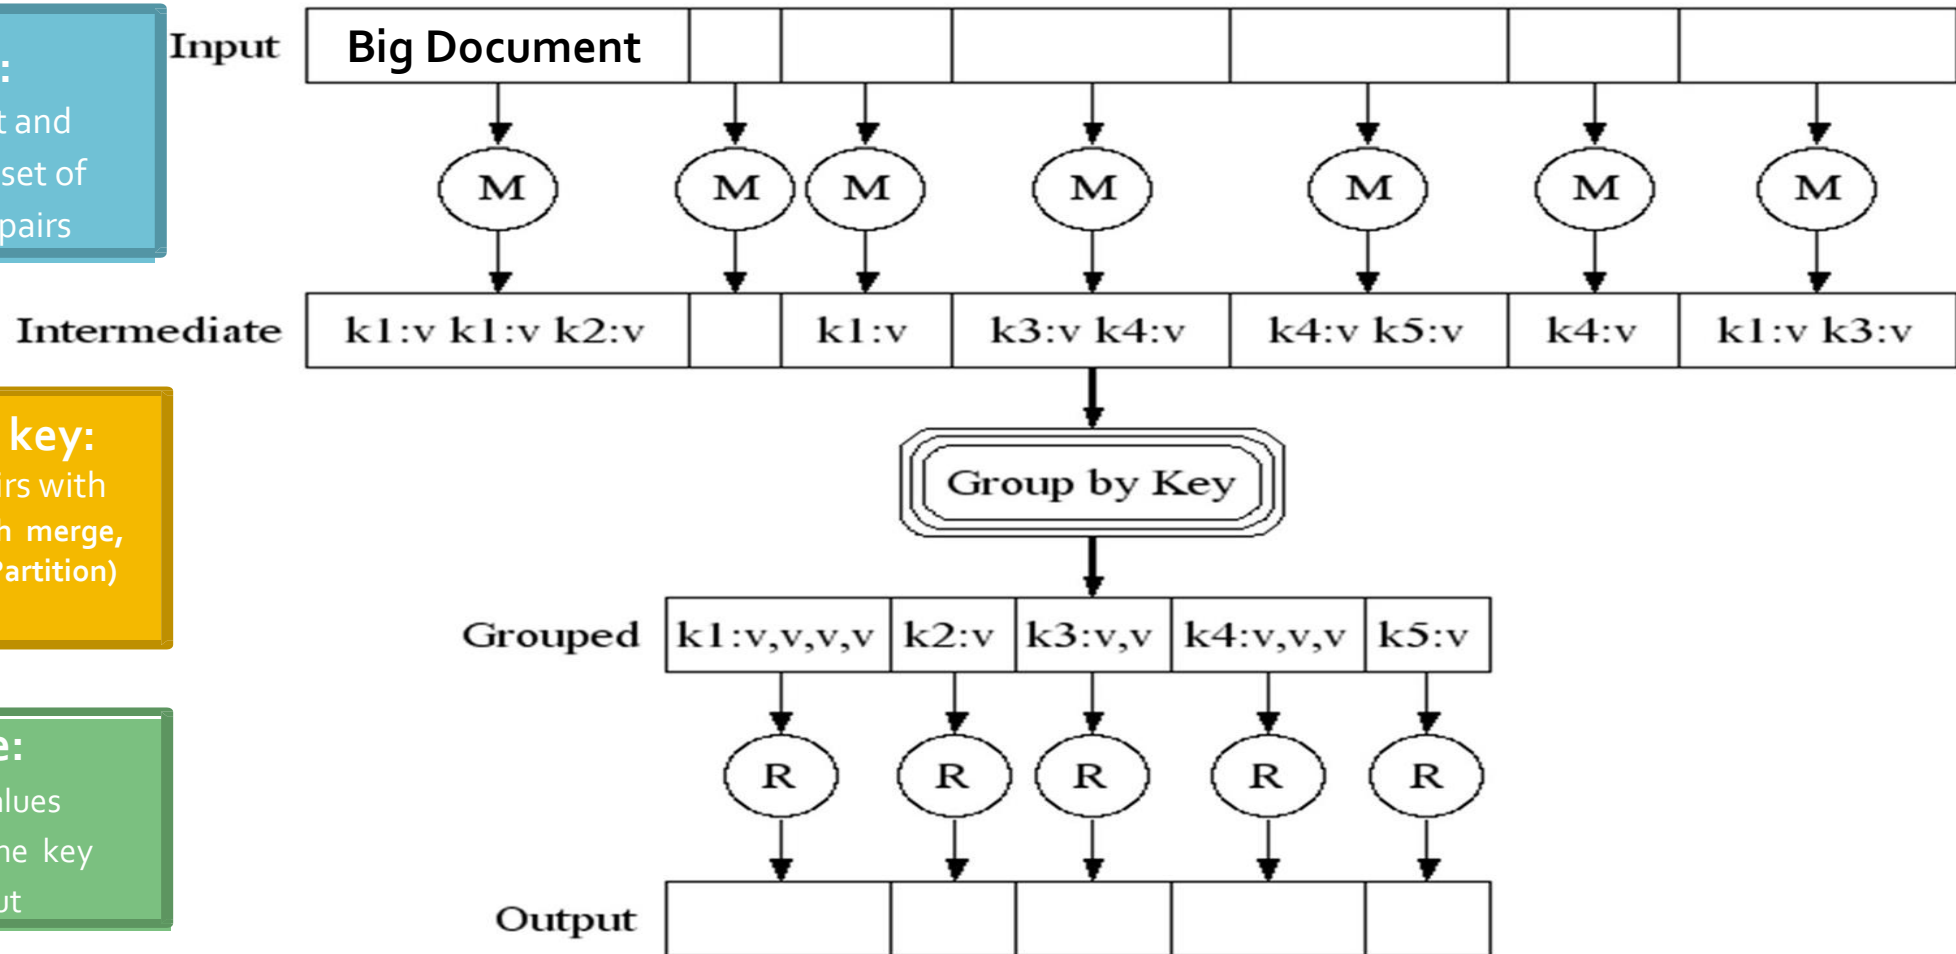 :
t and
set of
pairs
key:
irs with
h merge,
Partition)
e:
alues
he key
ut
Input
Big Document
M M M M M M M
Intermediate
k1:v k1:v k2:v
k1:v
k3:v k4:v
k4:v k5:v
k4:v
k1:v k3:v
Group by Key
Grouped
k1:v,v,v,v
k2:v
k3:v,v
k4:v,v,v
k5:v
R R R R R
Output